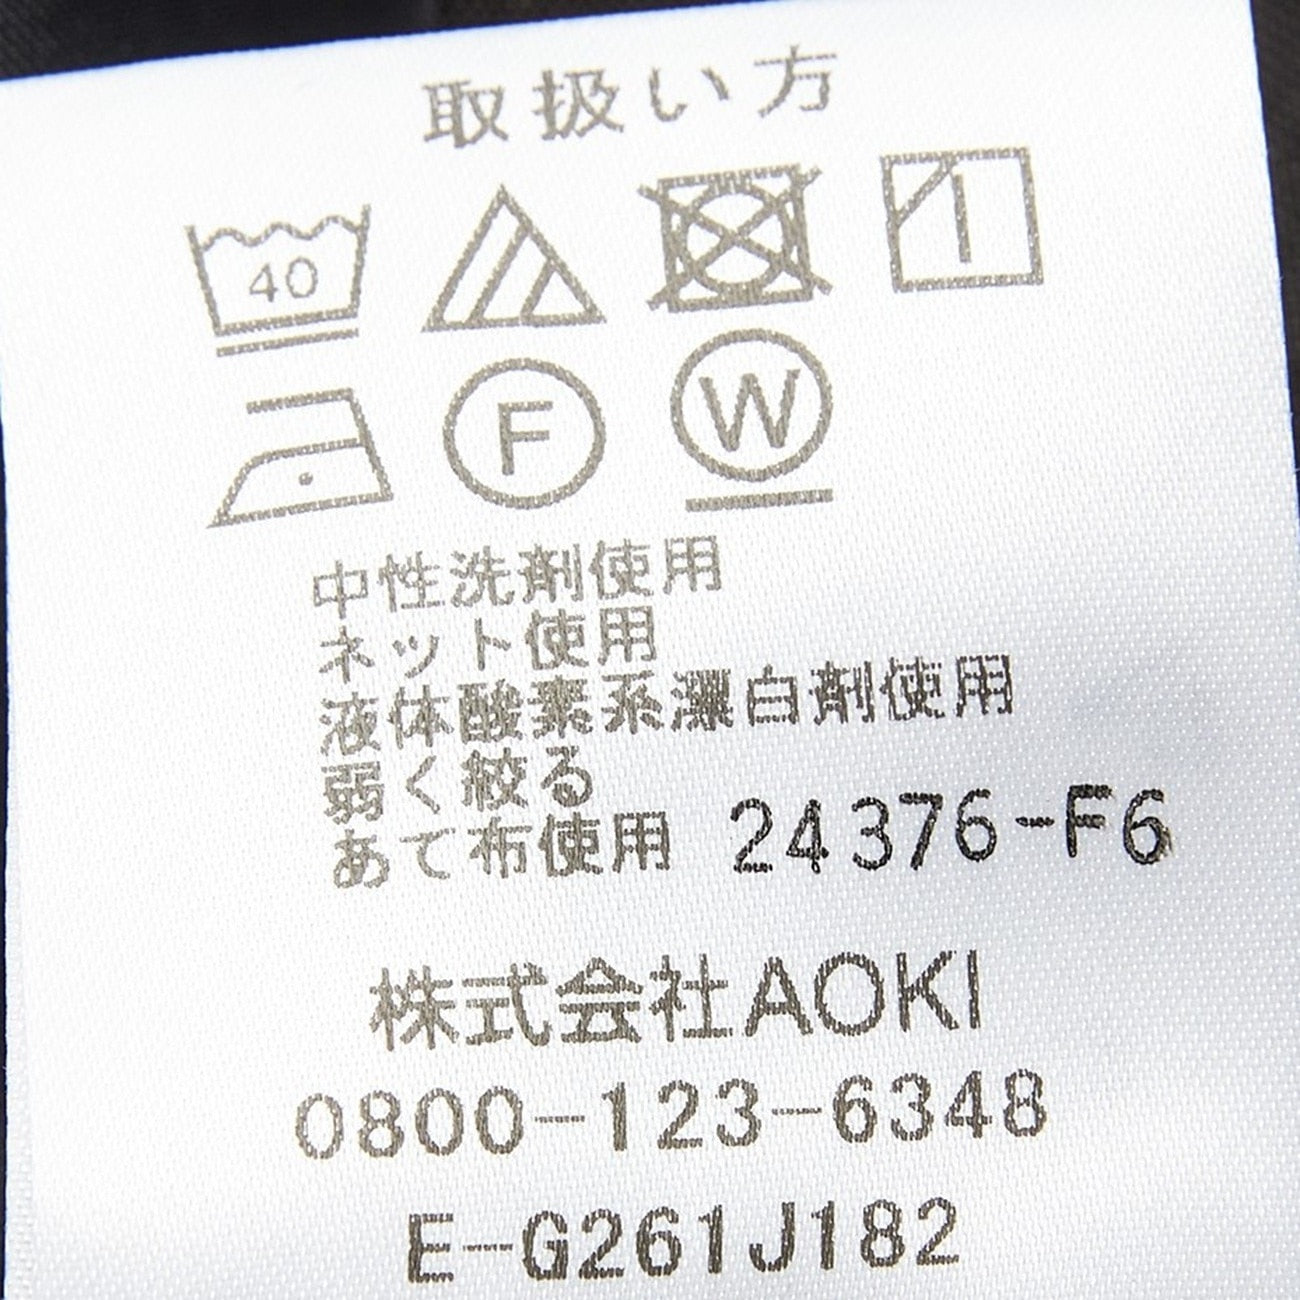 取扱い方
40
F W
中性洗剤使用
ネット使用
液体酸素系漂白剤使用
弱く絞る
あて布使用 24376-F6
株式会社AOKI
0800-123-6348
E-G261J182